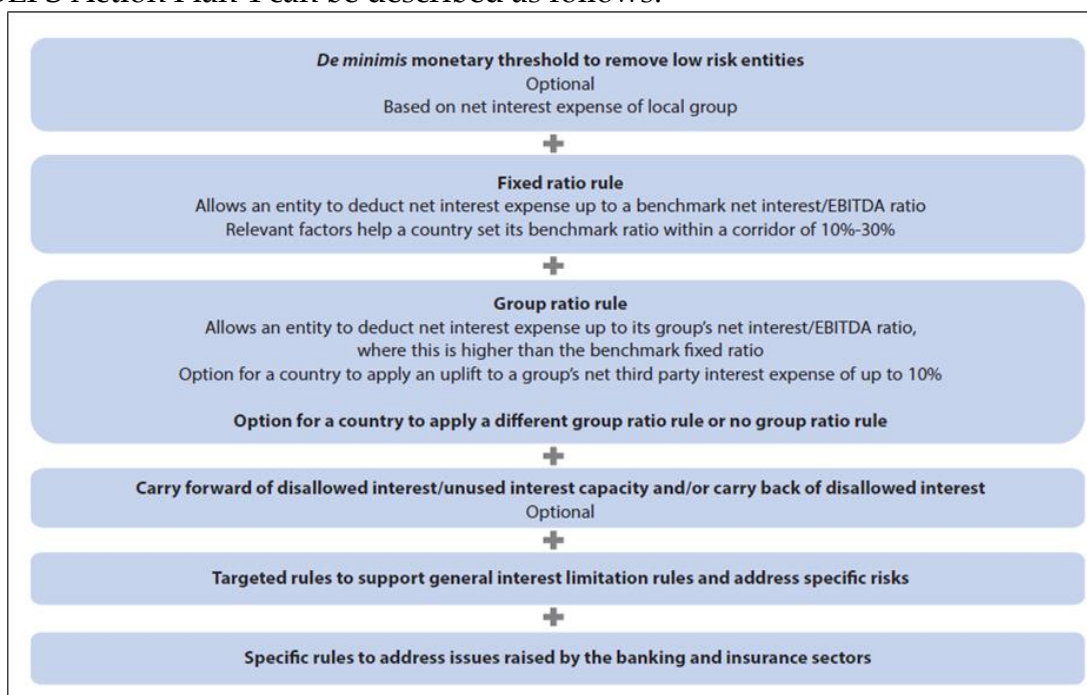 BEPS Action Plan 4 can be described as follows:
De minimis monetary threshold to remove low risk entities
Optional
Based on net interest expense of local group
+
Fixed ratio rule
Allows an entity to deduct net interest expense up to a benchmark net interest/EBITDA ratio
Relevant factors help a country set its benchmark ratio within a corridor of 10%-30%
+
Group ratio rule
Allows an entity to deduct net interest expense up to its group's net interest/EBITDA ratio,
where this is higher than the benchmark fixed ratio
Option for a country to apply an uplift to a group's net third party interest expense of up to 10%
Option for a country to apply a different group ratio rule or no group ratio rule
+
Carry forward of disallowed interest/unused interest capacity and/or carry back of disallowed interest
Optional
+
Targeted rules to support general interest limitation rules and address specific risks
+
Specific rules to address issues raised by the banking and insurance sectors